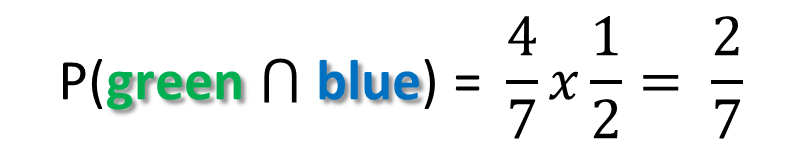 P(green ∩ blue) = 4/7 x 1/2 = 2/7